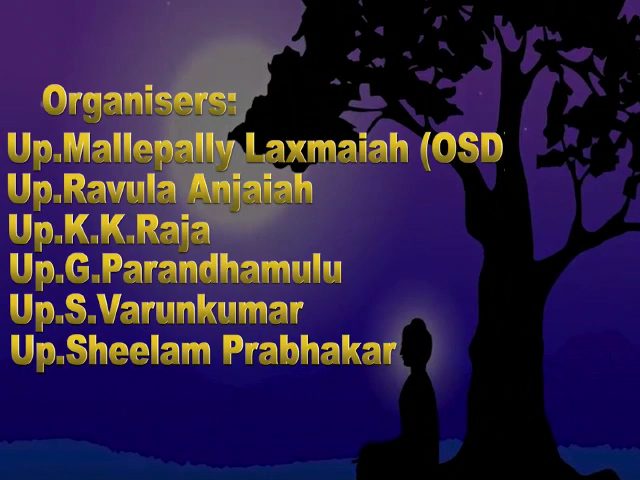 Organisers:
Up.Mallepally Laxmaiah (OSD
Up.Ravula Anjaiah
Up.K.K.Raja
Up.G.Parandhamulu
Up.S.Varunkumar
Up.Sheelam Prabhakar